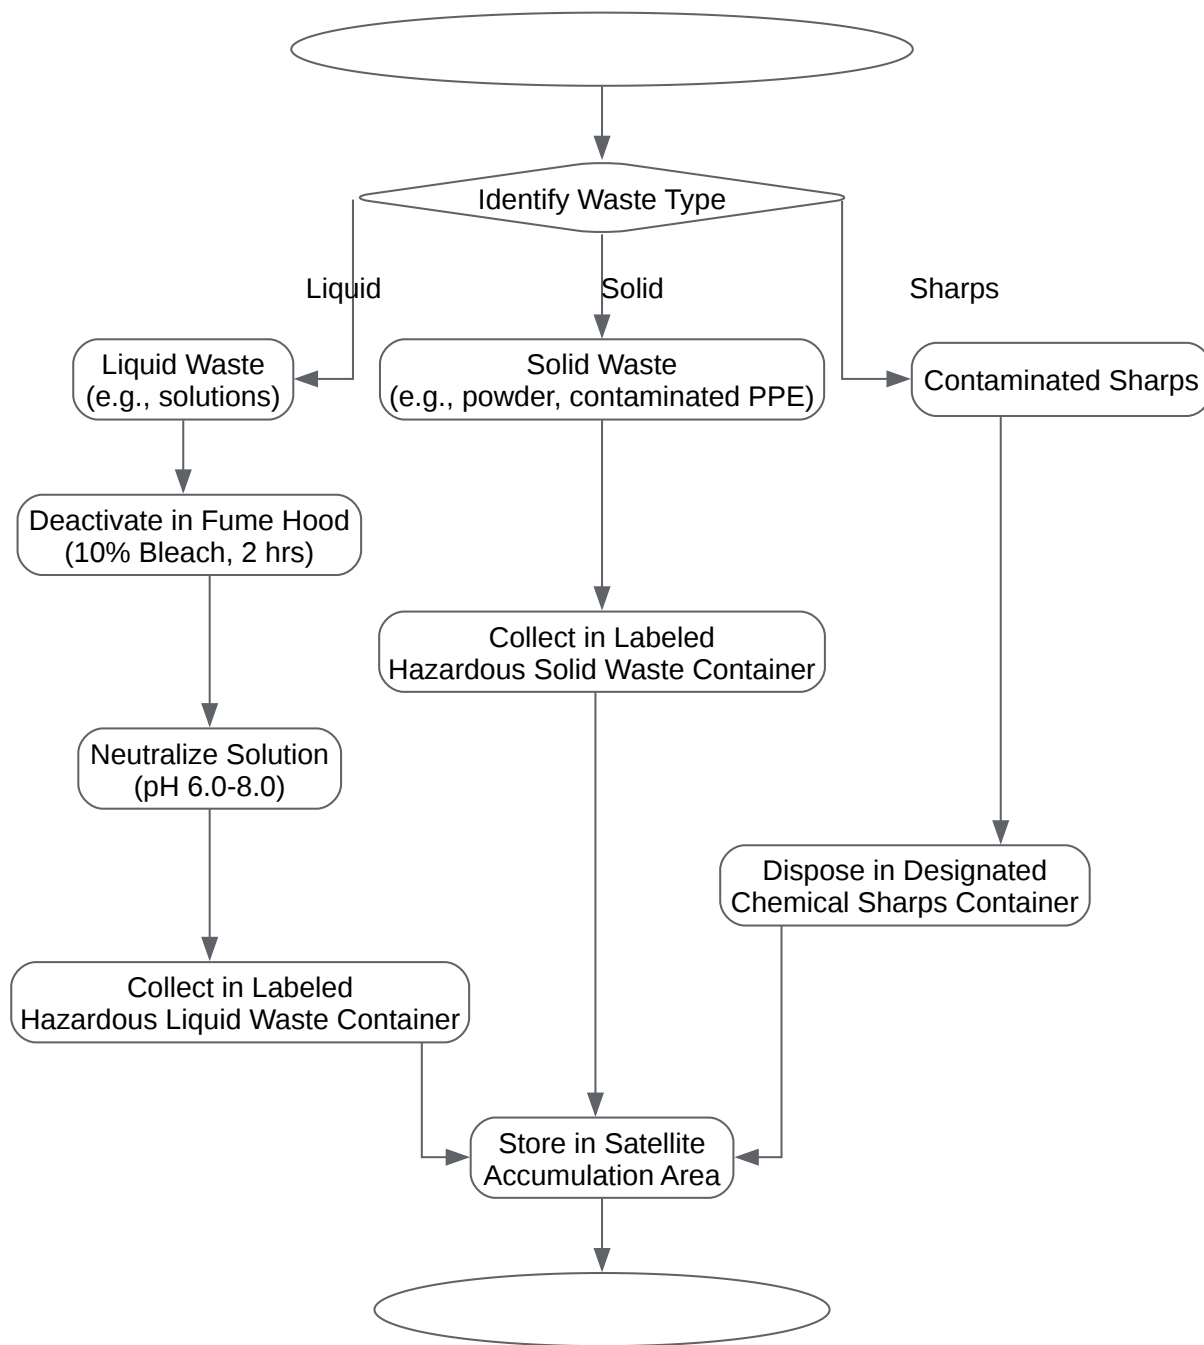 Identify Waste Type
Liquid
Solid
Sharps
Liquid Waste
(e.g., solutions)
Solid Waste
(e.g., powder, contaminated PPE)
Contaminated Sharps
Deactivate in Fume Hood
(10% Bleach, 2 hrs)
Collect in Labeled
Hazardous Solid Waste Container
Neutralize Solution
(pH 6.0-8.0)
Dispose in Designated
Chemical Sharps Container
Collect in Labeled
Hazardous Liquid Waste Container
Store in Satellite
Accumulation Area